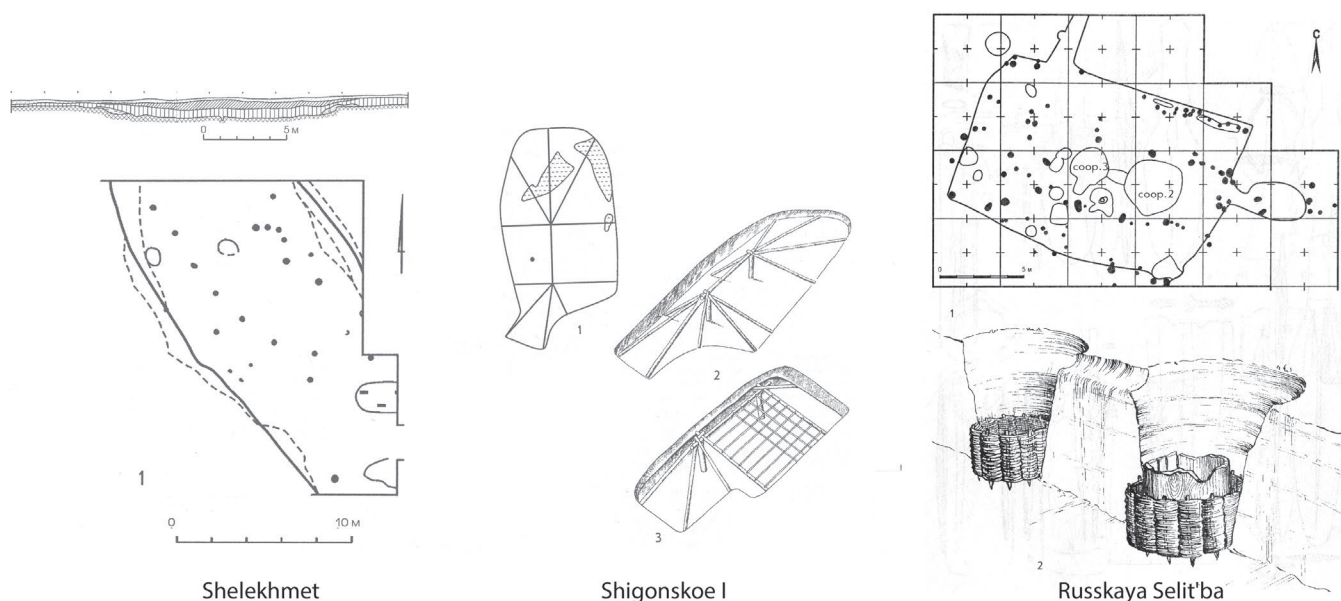 0 5 М
1
0 10 М
Shelekhmet
1
2
3
Shigonskoe I
С
соор.3
соор.2
0 5 м
1
2
Russkaya Selit'ba